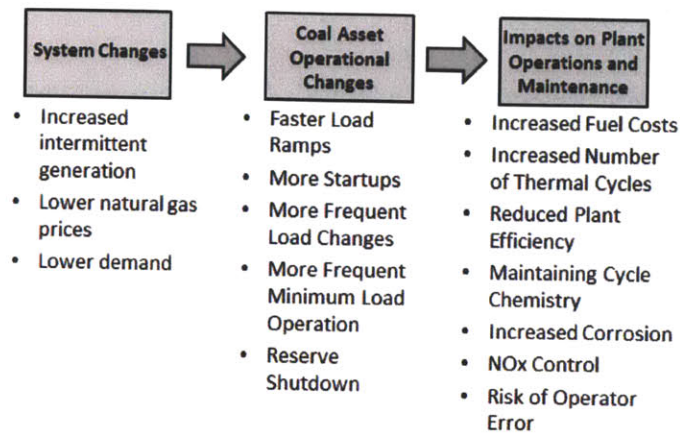 System Changes
• Increased
intermittent
generation
• Lower natural gas
prices
• Lower demand
Coal Asset
Operational
Changes
• Faster Load
Ramps
• More Startups
• More Frequent
Load Changes
• More Frequent
Minimum Load
Operation
• Reserve
Shutdown
Impacts on Plant
Operations and
Maintenance
• Increased Fuel Costs
• Increased Number
of Thermal Cycles
• Reduced Plant
Efficiency
• Maintaining Cycle
Chemistry
• Increased Corrosion
• NOx Control
• Risk of Operator
Error